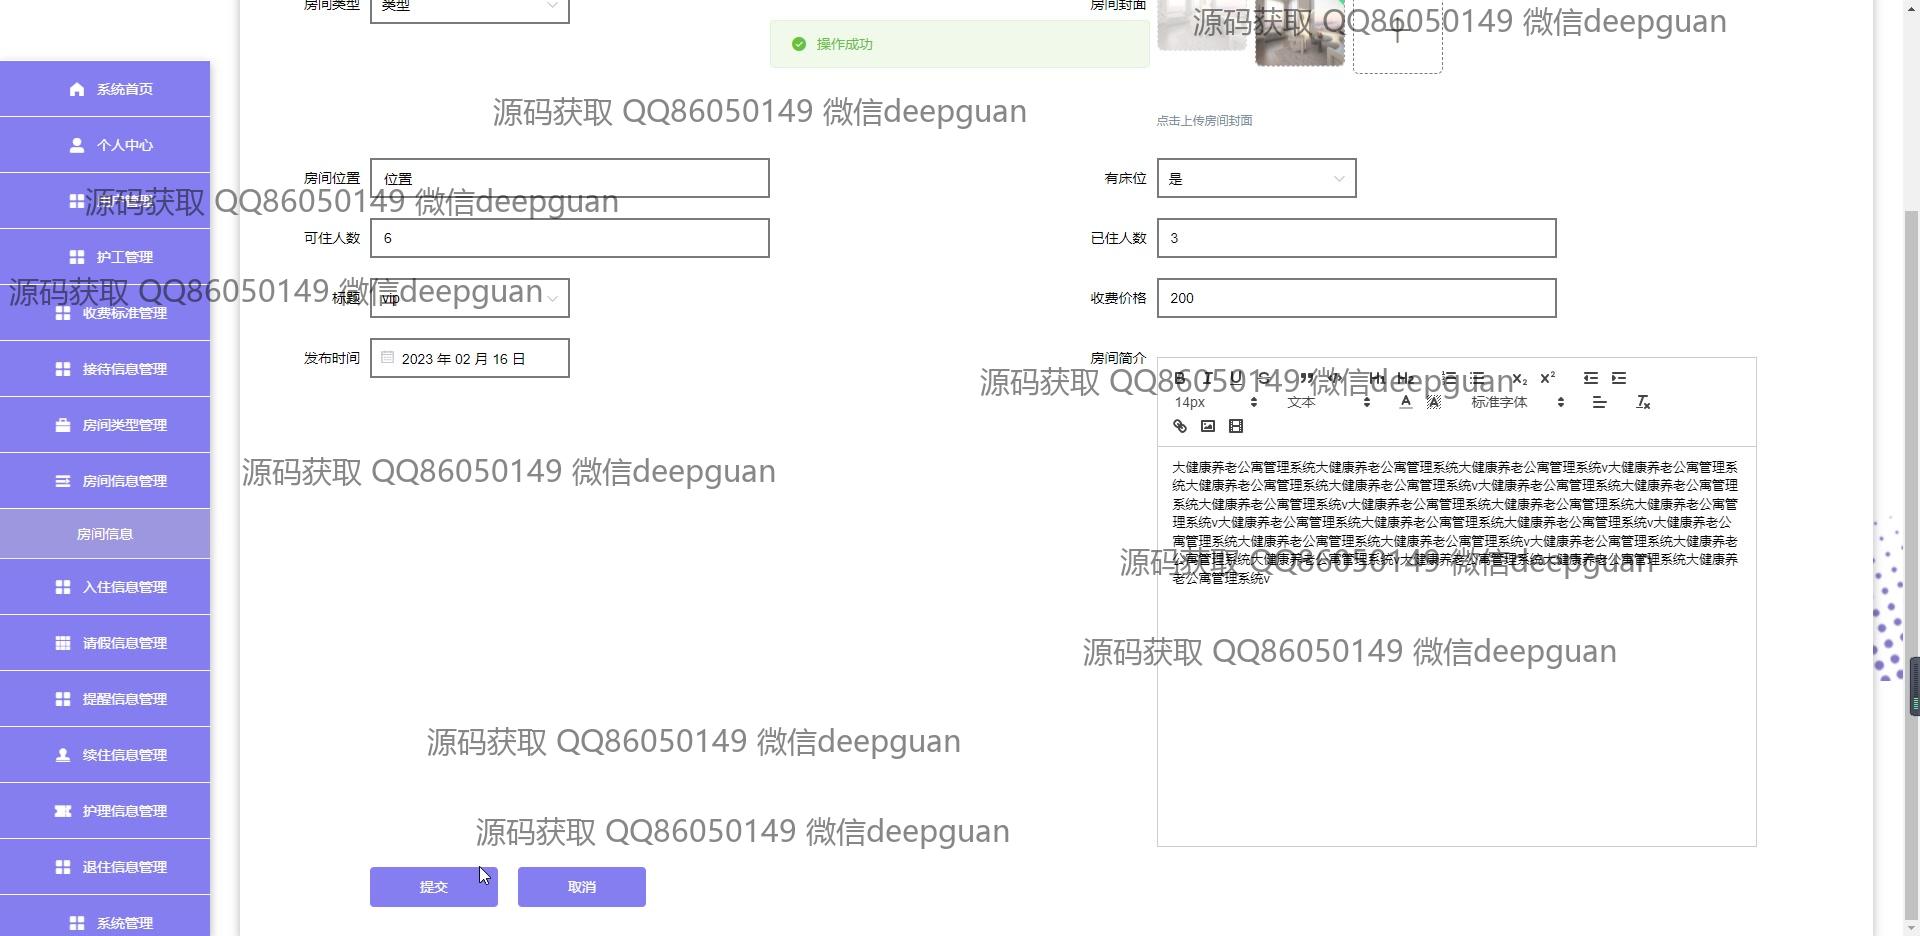 房间类型 类型 房间封面
源码获取 QQ86050149 微信deepguan
操作成功
系统首页
源码获取 QQ86050149 微信deepguan
点击上传房间封面
个人中心
房间位置 位置 有床位 是
源码获取 QQ86050149 微信deepguan
可住人数 6 已住人数 3
护工管理
源码获取 QQ86050149 微信deepguan
标题 vip 收费价格 200
收费标准管理
发布时间 2023 年 02 月 16 日 房间简介
接待信息管理
源码获取 QQ86050149 微信deepguan
B I U S H1 H2 X2 X2
14px 文本 A A 标准字体 Tx
房间类型管理
源码获取 QQ86050149 微信deepguan
房间信息管理
大健康养老公寓管理系统大健康养老公寓管理系统大健康养老公寓管理系统v大健康养老公寓管理系
统大健康养老公寓管理系统大健康养老公寓管理系统v大健康养老公寓管理系统大健康养老公寓管理
系统大健康养老公寓管理系统v大健康养老公寓管理系统大健康养老公寓管理系统大健康养老公寓管
理系统v大健康养老公寓管理系统大健康养老公寓管理系统大健康养老公寓管理系统v大健康养老公
寓管理系统大健康养老公寓管理系统大健康养老公寓管理系统v大健康养老公寓管理系统大健康养老
公寓管理系统大健康养老公寓管理系统v大健康养老公寓管理系统大健康养老公寓管理系统大健康养
老公寓管理系统v
房间信息
源码获取 QQ86050149 微信deepguan
入住信息管理
请假信息管理
源码获取 QQ86050149 微信deepguan
提醒信息管理
源码获取 QQ86050149 微信deepguan
续住信息管理
护理信息管理
源码获取 QQ86050149 微信deepguan
退住信息管理
提交 取消
系统管理